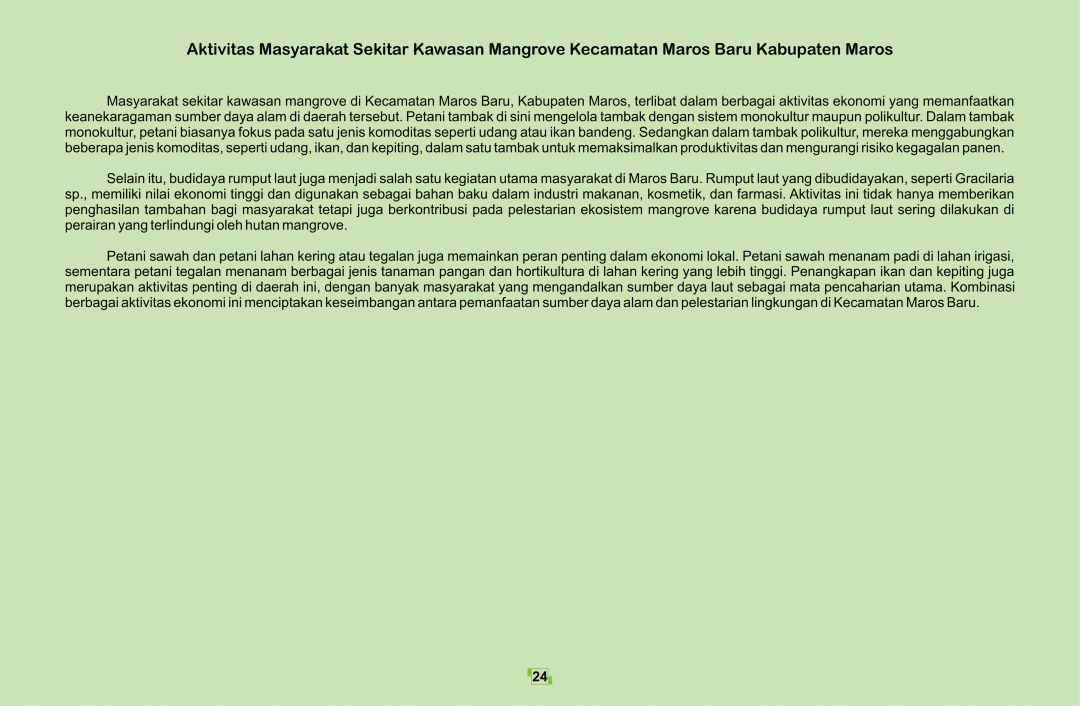 Aktivitas Masyarakat Sekitar Kawasan Mangrove Kecamatan Maros Baru Kabupaten Maros
Masyarakat sekitar kawasan mangrove di Kecamatan Maros Baru, Kabupaten Maros, terlibat dalam berbagai aktivitas ekonomi yang memanfaatkan
keanekaragaman sumber daya alam di daerah tersebut. Petani tambak di sini mengelola tambak dengan sistem monokultur maupun polikultur. Dalam tambak
monokultur, petani biasanya fokus pada satu jenis komoditas seperti udang atau ikan bandeng. Sedangkan dalam tambak polikultur, mereka menggabungkan
beberapa jenis komoditas, seperti udang, ikan, dan kepiting, dalam satu tambak untuk memaksimalkan produktivitas dan mengurangi risiko kegagalan panen.
Selain itu, budidaya rumput laut juga menjadi salah satu kegiatan utama masyarakat di Maros Baru. Rumput laut yang dibudidayakan, seperti Gracilaria
sp., memiliki nilai ekonomi tinggi dan digunakan sebagai bahan baku dalam industri makanan, kosmetik, dan farmasi. Aktivitas ini tidak hanya memberikan
penghasilan tambahan bagi masyarakat tetapi juga berkontribusi pada pelestarian ekosistem mangrove karena budidaya rumput laut sering dilakukan di
perairan yang terlindungi oleh hutan mangrove.
Petani sawah dan petani lahan kering atau tegalan juga memainkan peran penting dalam ekonomi lokal. Petani sawah menanam padi di lahan irigasi,
sementara petani tegalan menanam berbagai jenis tanaman pangan dan hortikultura di lahan kering yang lebih tinggi. Penangkapan ikan dan kepiting juga
merupakan aktivitas penting di daerah ini, dengan banyak masyarakat yang mengandalkan sumber daya laut sebagai mata pencaharian utama. Kombinasi
berbagai aktivitas ekonomi ini menciptakan keseimbangan antara pemanfaatan sumber daya alam dan pelestarian lingkungan di Kecamatan Maros Baru.
24